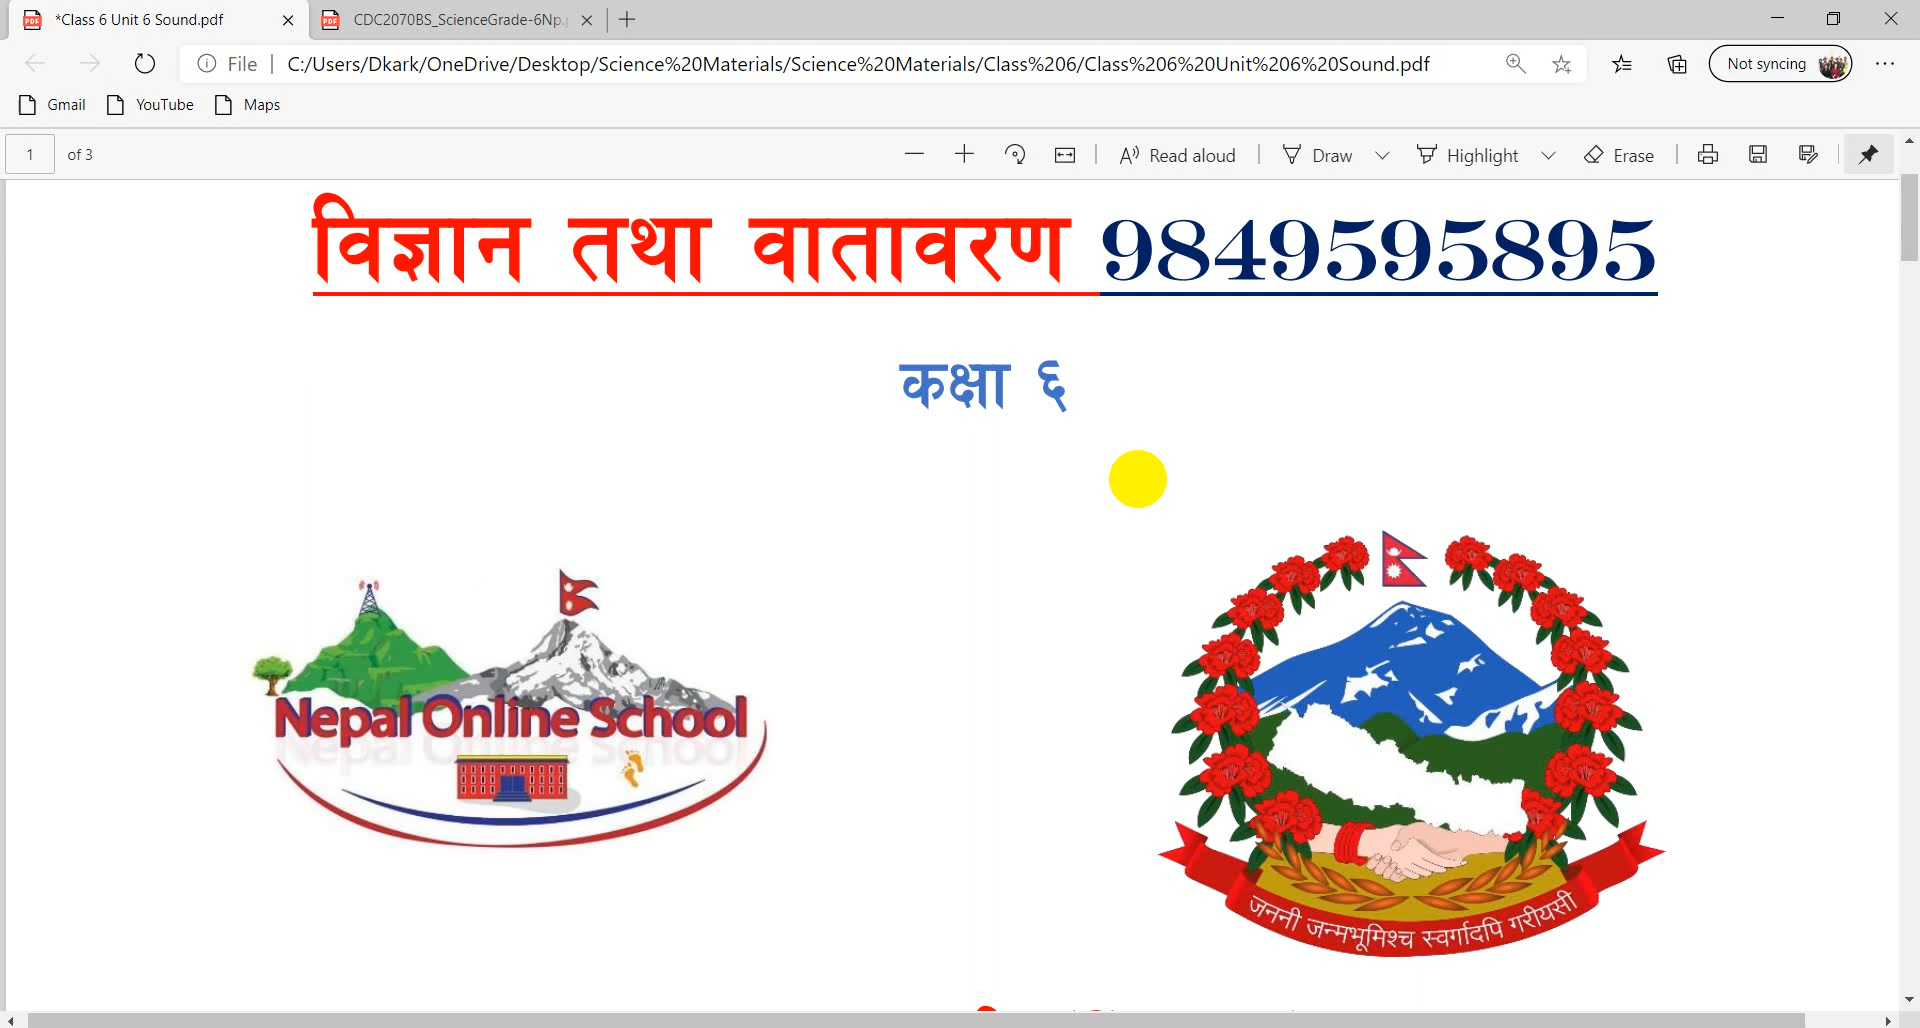 *Class 6 Unit 6 Sound.pdf
CDC2070BS_ScienceGrade-6Np.
File
C:/Users/Dkark/OneDrive/Desktop/Science%20Materials/Science%20Materials/Class%206/Class%206%20Unit%206%20Sound.pdf
Not syncing
Gmail YouTube Maps
1 of 3
Read aloud Draw Highlight Erase
विज्ञान तथा वातावरण 9849595895
कक्षा ६
Nepal Online School
जननी जन्मभूमिश्च स्वर्गादपि गरीयसी